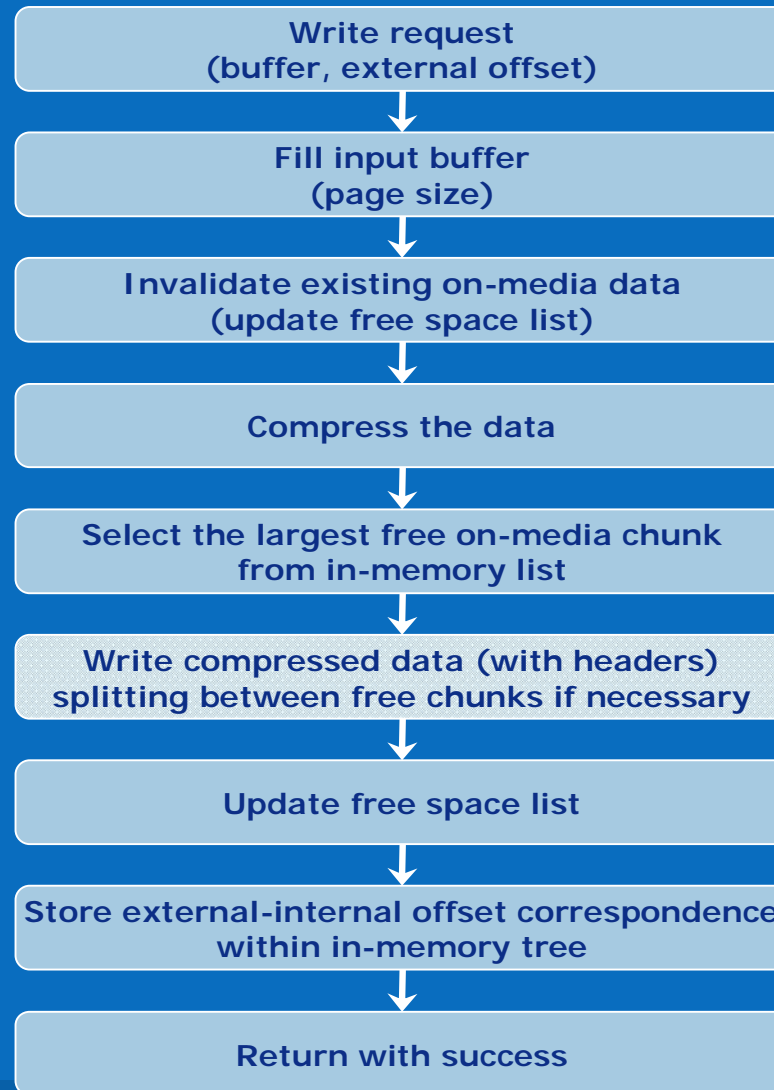 Write request
(buffer, external offset)
Fill input buffer
(page size)
Invalidate existing on-media data
(update free space list)
Compress the data
Select the largest free on-media chunk
from in-memory list
Write compressed data (with headers)
splitting between free chunks if necessary
Update free space list
Store external-internal offset correspondence
within in-memory tree
Return with success